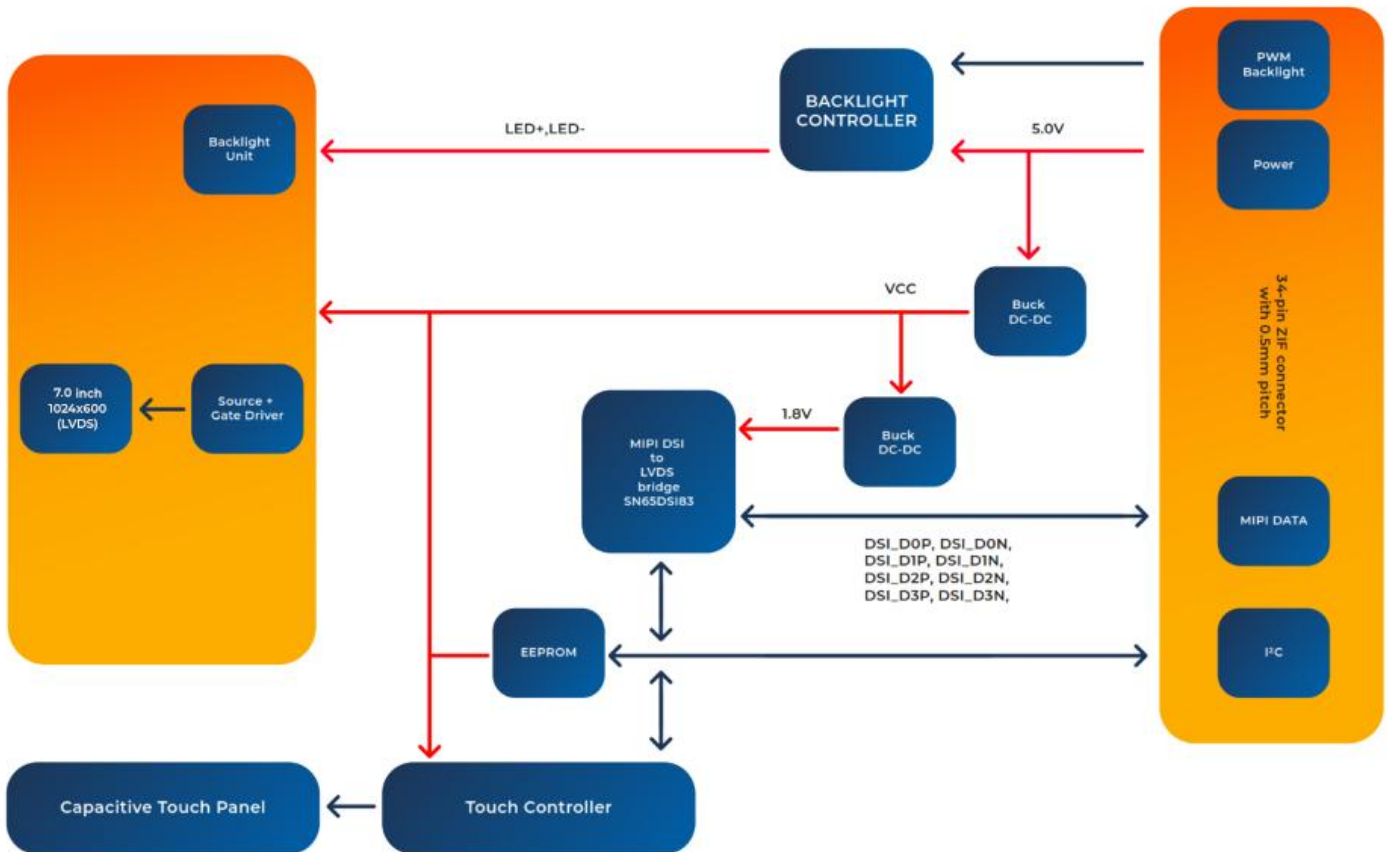 PWM
Backlight
BACKLIGHT
CONTROLLER
LED+,LED-
5.0V
Backlight
Unit
Power
34-pin ZIF connector
with 0.5mm pitch
VCC
Buck
DC-DC
7.0 inch
1024x600
(LVDS)
Source +
Gate Driver
1.8V
Buck
DC-DC
MIPI DSI
to
LVDS
bridge
SN65DSI83
MIPI DATA
DSI_D0P, DSI_D0N,
DSI_D1P, DSI_D1N,
DSI_D2P, DSI_D2N,
DSI_D3P, DSI_D3N,
EEPROM
I²C
Capacitive Touch Panel
Touch Controller